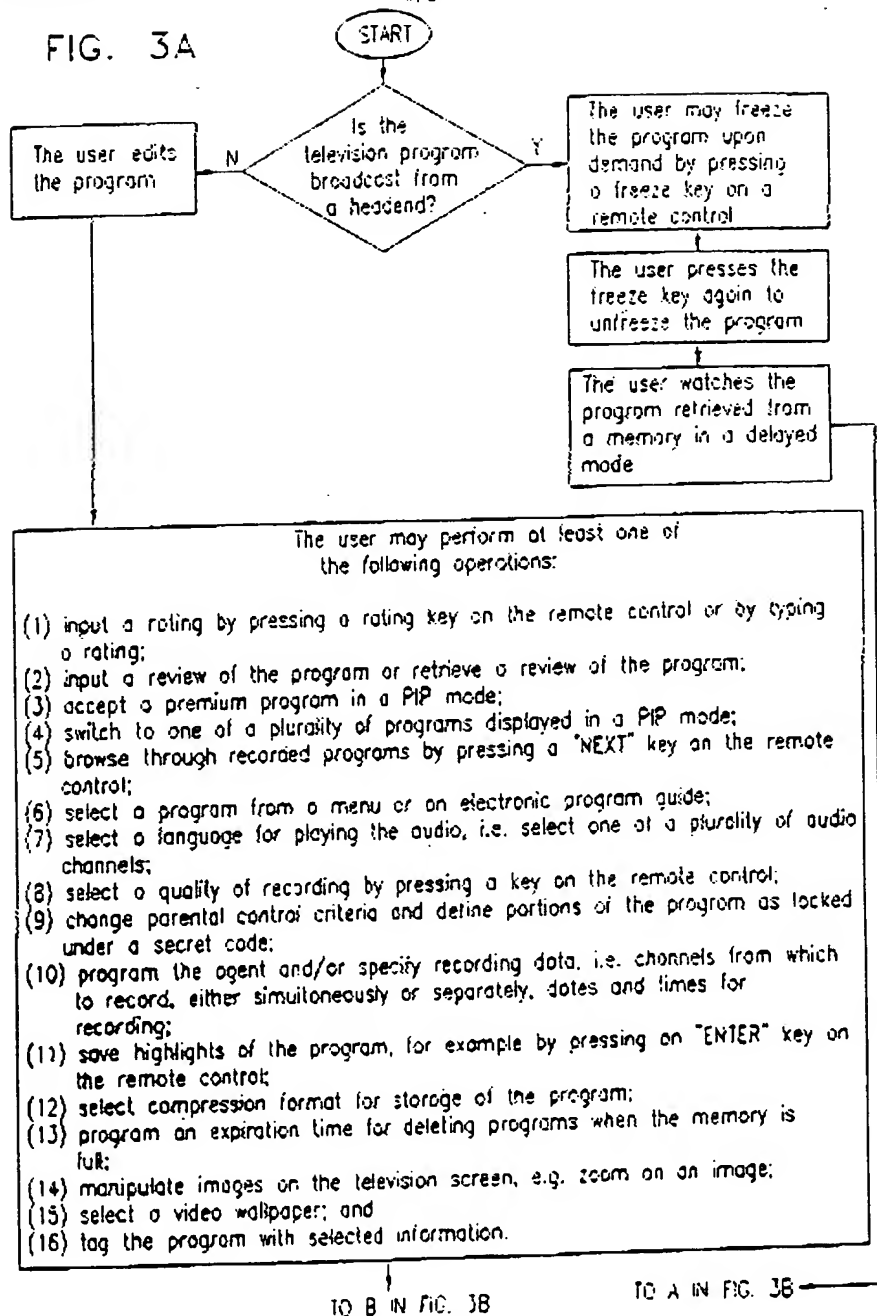 FIG. 3A
START
Is the
television program
broadcast from
a headend?
N
Y
The user edits
the program
The user may freeze
the program upon
demand by pressing
a freeze key on a
remote control
The user presses the
freeze key again to
unfreeze the program
The user watches the
program retrieved from
a memory in a delayed
mode
The user may perform at least one of
the following operations:
(1) input a rating by pressing a rating key on the remote control or by typing
a rating;
(2) input a review of the program or retrieve a review of the program;
(3) accept a premium program in a PIP mode;
(4) switch to one of a plurality of programs displayed in a PIP mode;
(5) browse through recorded programs by pressing a "NEXT" key on the remote
control;
(6) select a program from a menu or an electronic program guide;
(7) select a language for playing the audio, i.e. select one of a plurality of audio
channels;
(8) select a quality of recording by pressing a key on the remote control;
(9) change parental control criteria and define portions of the program as locked
under a secret code;
(10) program the agent and/or specify recording data, i.e. channels from which
to record, either simultoneously or separately, dates and times for
recording;
(11) save highlights of the program, for example by pressing an "ENTER" key on
the remote control;
(12) select compression format for storage of the program;
(13) program an expiration time for deleting programs when the memory is
full;
(14) manipulate images on the television screen, e.g. zoom on an image;
(15) select a video wallpaper; and
(16) tag the program with selected information.
TO B IN FIG. 3B
TO A IN FIG. 3B